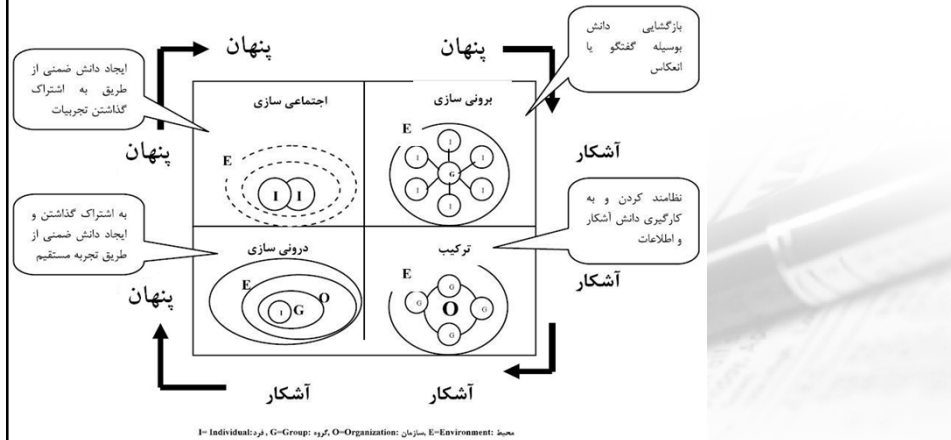 پنهان
پنهان
بازگشایی دانش
بوسیله گفتگو یا
انعکاس
ایجاد دانش ضمنی از
طریق به اشتراک
گذاشتن تجربیات
اجتماعی سازی
برونی سازی
E
I
I
I
I
I
G
I
I
E
I I
پنهان
آشکار
به اشتراک گذاشتن و
ایجاد دانش ضمنی از
طریق تجربه مستقیم
نظامند کردن و به
کارگیری دانش آشکار
و اطلاعات
درونی سازی
ترکیب
E
O
I G
E
G
G O G
G
پنهان
آشکار
آشکار
آشکار
I= Individual: فرد , G=Group: گروه, O=Organization: سازمان, E=Environment: محیط